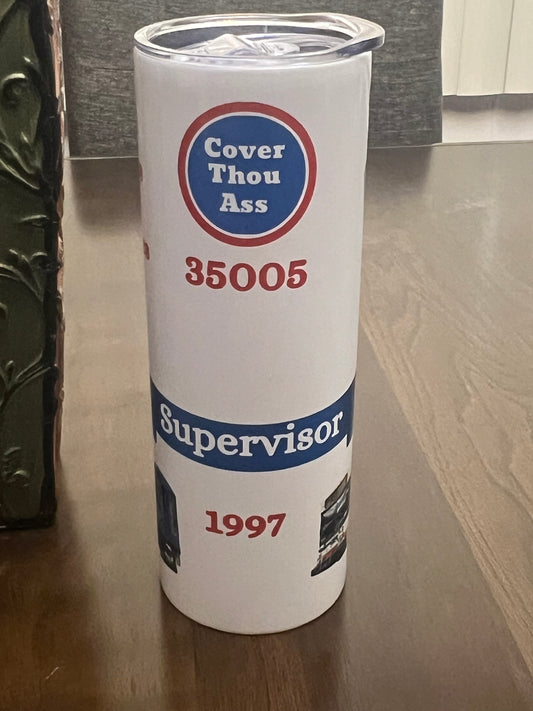 Cover
Thou
Ass
35005
Supervisor
1997